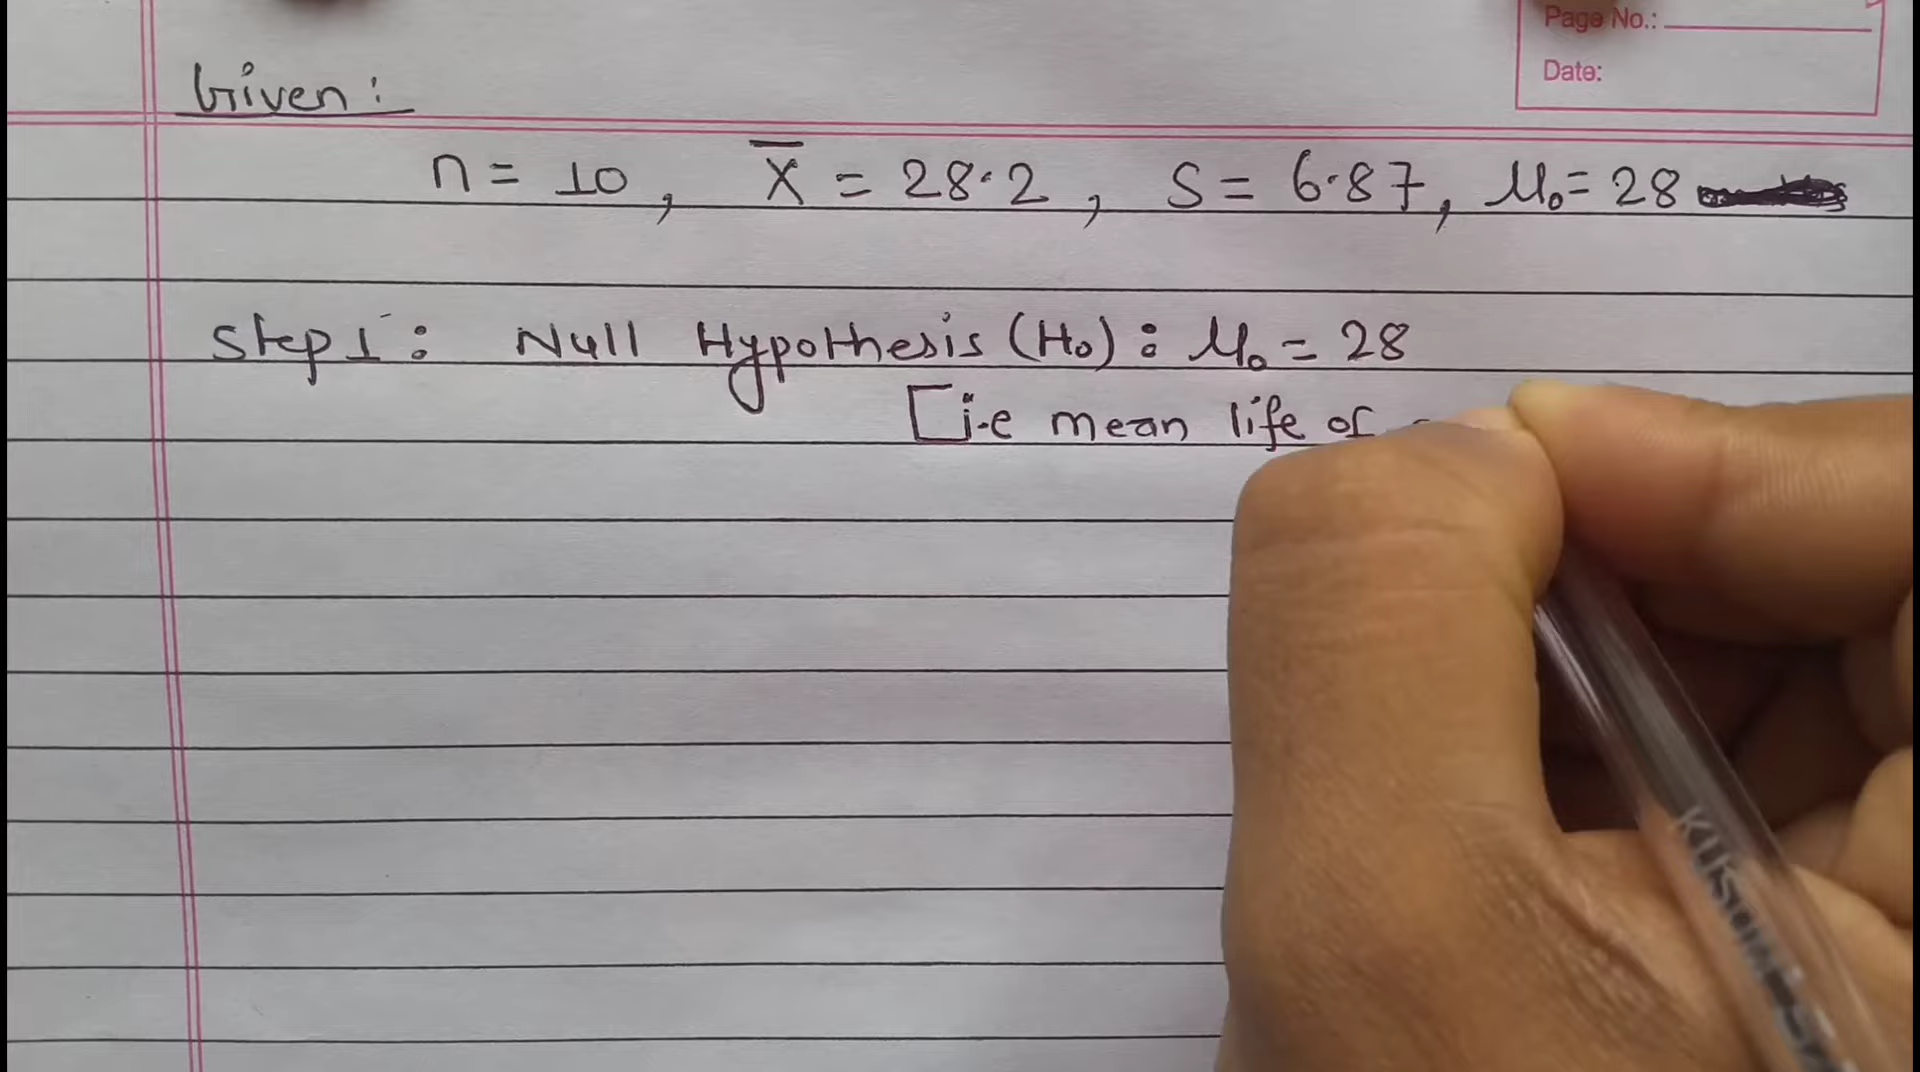 Page No.:
Date:
Given:
n = 10, X̅ = 28.2, S = 6.87, μ₀ = 28
Step 1: Null Hypothesis (H₀): μ₀ = 28
[i.e mean life of